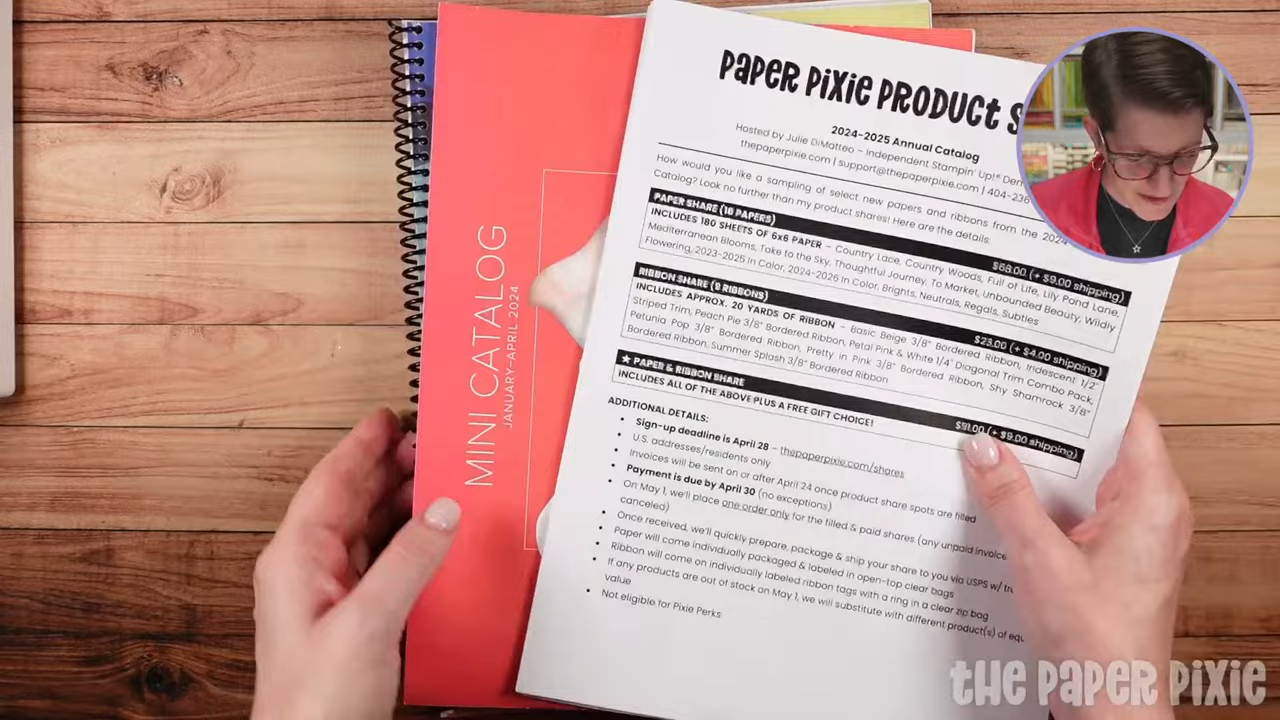 MINI CATALOG
JANUARY–APRIL 2024
PAPER PIXIE PRODUCT S
2024-2025 Annual Catalog
Hosted by Julie DiMatteo – Independent Stampin' Up!® Dem
thepaperpixie.com | support@thepaperpixie.com | 404-236
How would you like a sampling of select new papers and ribbons from the 2024
Catalog? Look no further than my product shares! Here are the details:
PAPER SHARE (16 PAPERS) $68.00 (+ $9.00 shipping)
INCLUDES 180 SHEETS OF 6x6 PAPER – Country Lace, Country Woods, Full of Life, Lily Pond Lane,
Mediterranean Blooms, Take to the Sky, Thoughtful Journey, To Market, Unbounded Beauty, Wildly
Flowering, 2023-2025 In Color, 2024-2026 In Color, Brights, Neutrals, Regals, Subtles
RIBBON SHARE (9 RIBBONS) $23.00 (+ $4.00 shipping)
INCLUDES APPROX. 20 YARDS OF RIBBON – Basic Beige 3/8" Bordered Ribbon, Iridescent 1/2"
Striped Trim, Peach Pie 3/8" Bordered Ribbon, Petal Pink & White 1/4" Diagonal Trim Combo Pack,
Petunia Pop 3/8" Bordered Ribbon, Pretty in Pink 3/8" Bordered Ribbon, Shy Shamrock 3/8"
Bordered Ribbon, Summer Splash 3/8" Bordered Ribbon
★ PAPER & RIBBON SHARE $91.00 (+ $9.00 shipping)
INCLUDES ALL OF THE ABOVE PLUS A FREE GIFT CHOICE!
ADDITIONAL DETAILS:
• Sign-up deadline is April 28 – thepaperpixie.com/shares
• U.S. addresses/residents only
• Invoices will be sent on or after April 24 once product share spots are filled
• Payment is due by April 30 (no exceptions)
• On May 1, we'll place one order only for the filled & paid shares (any unpaid invoice
canceled)
• Once received, we'll quickly prepare, package & ship your share to you via USPS w/
• Paper will come individually packaged & labeled in open-top clear bags
• Ribbon will come on individually labeled ribbon tags with a ring in a clear zip bag
• If any products are out of stock on May 1, we will substitute with different product(s) of equ
value
• Not eligible for Pixie Perks
THE PAPER PIXIE